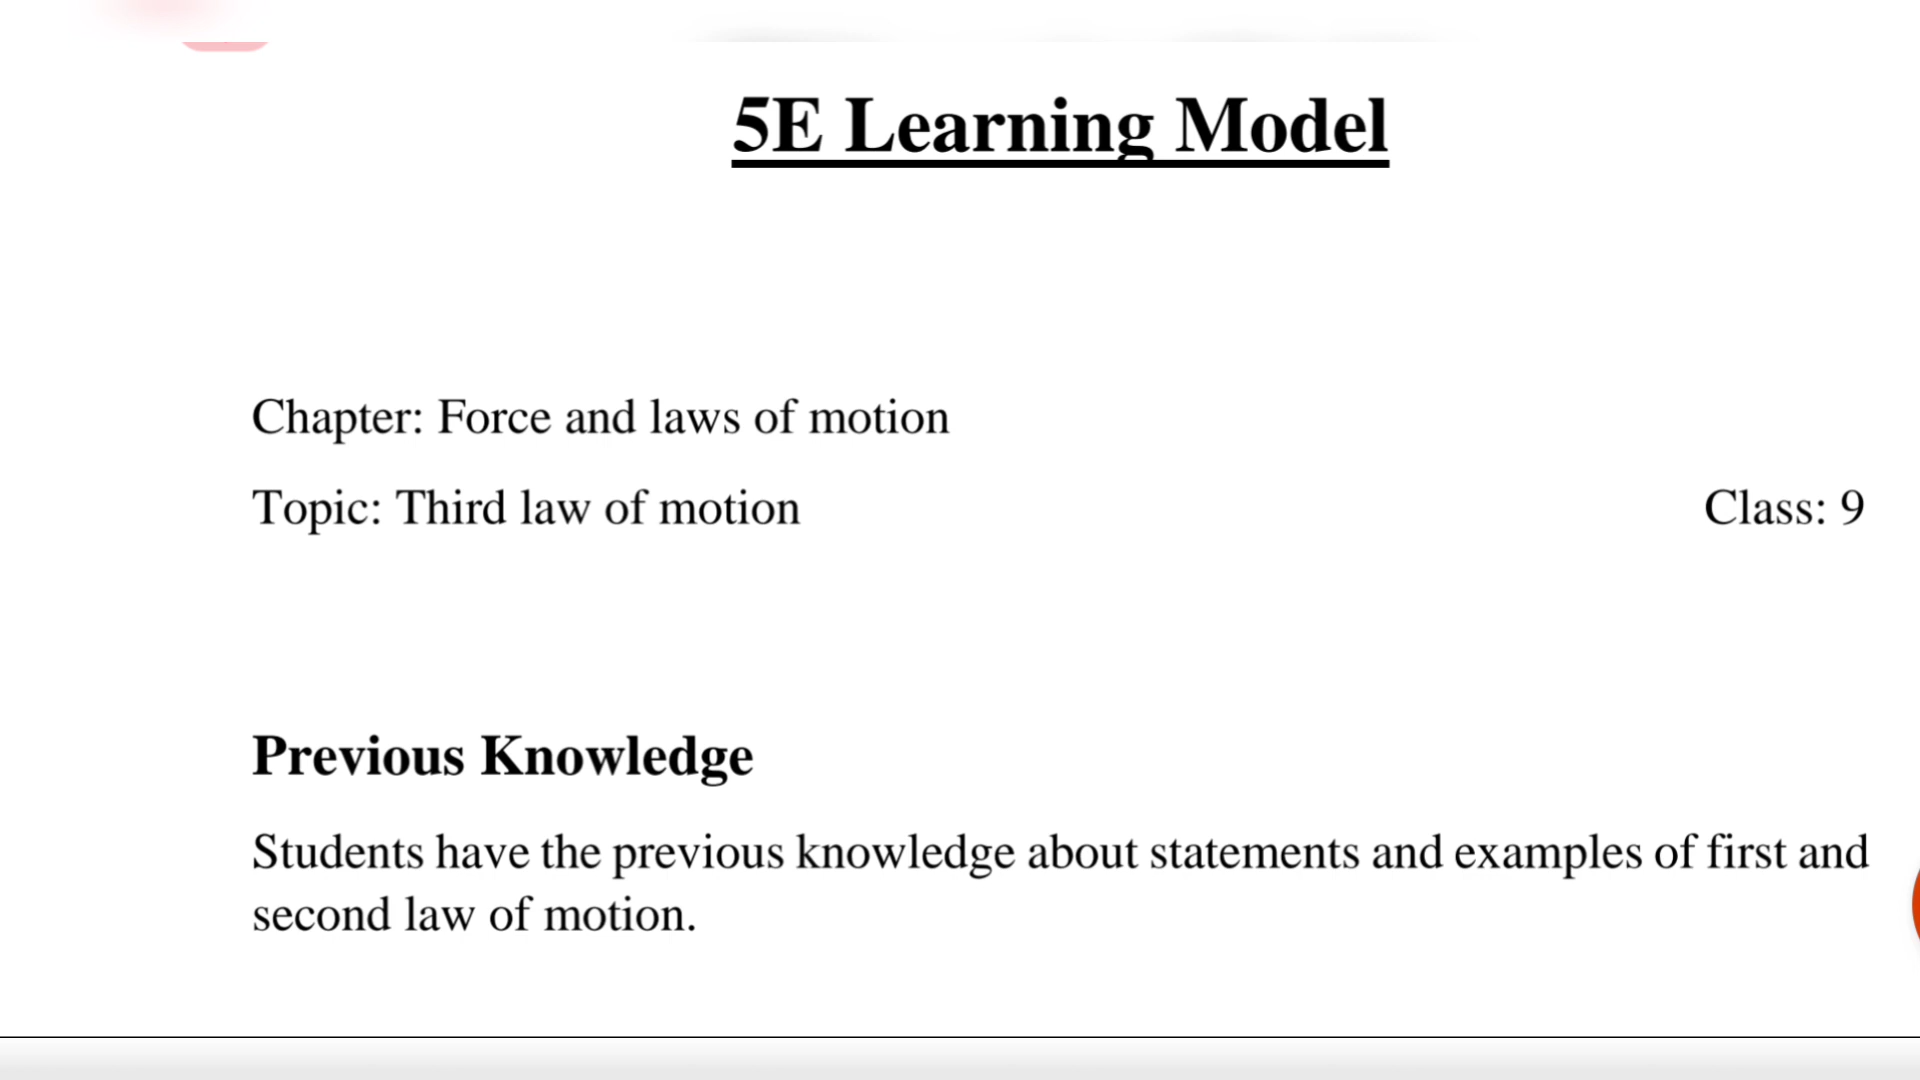 5E Learning Model
Chapter: Force and laws of motion
Topic: Third law of motion Class: 9
Previous Knowledge
Students have the previous knowledge about statements and examples of first and
second law of motion.